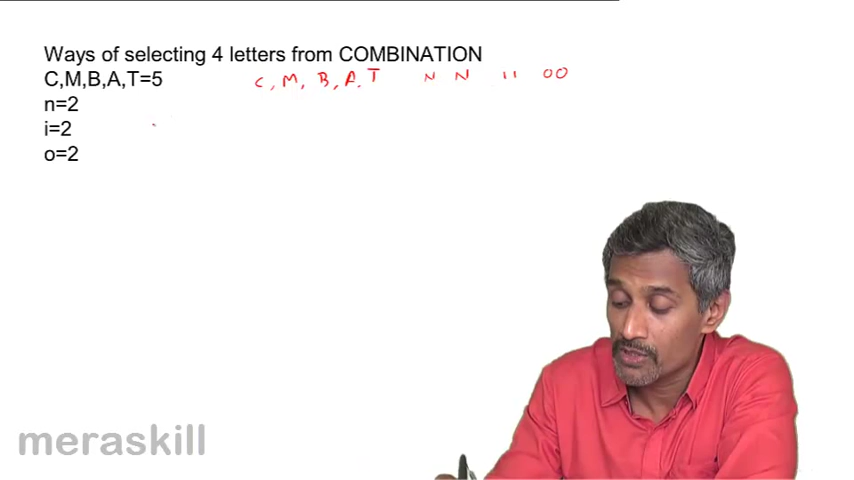 Ways of selecting 4 letters from COMBINATION
C,M,B,A,T=5 C, M, B, A, T N N I I O O
n=2
i=2
o=2
meraskill